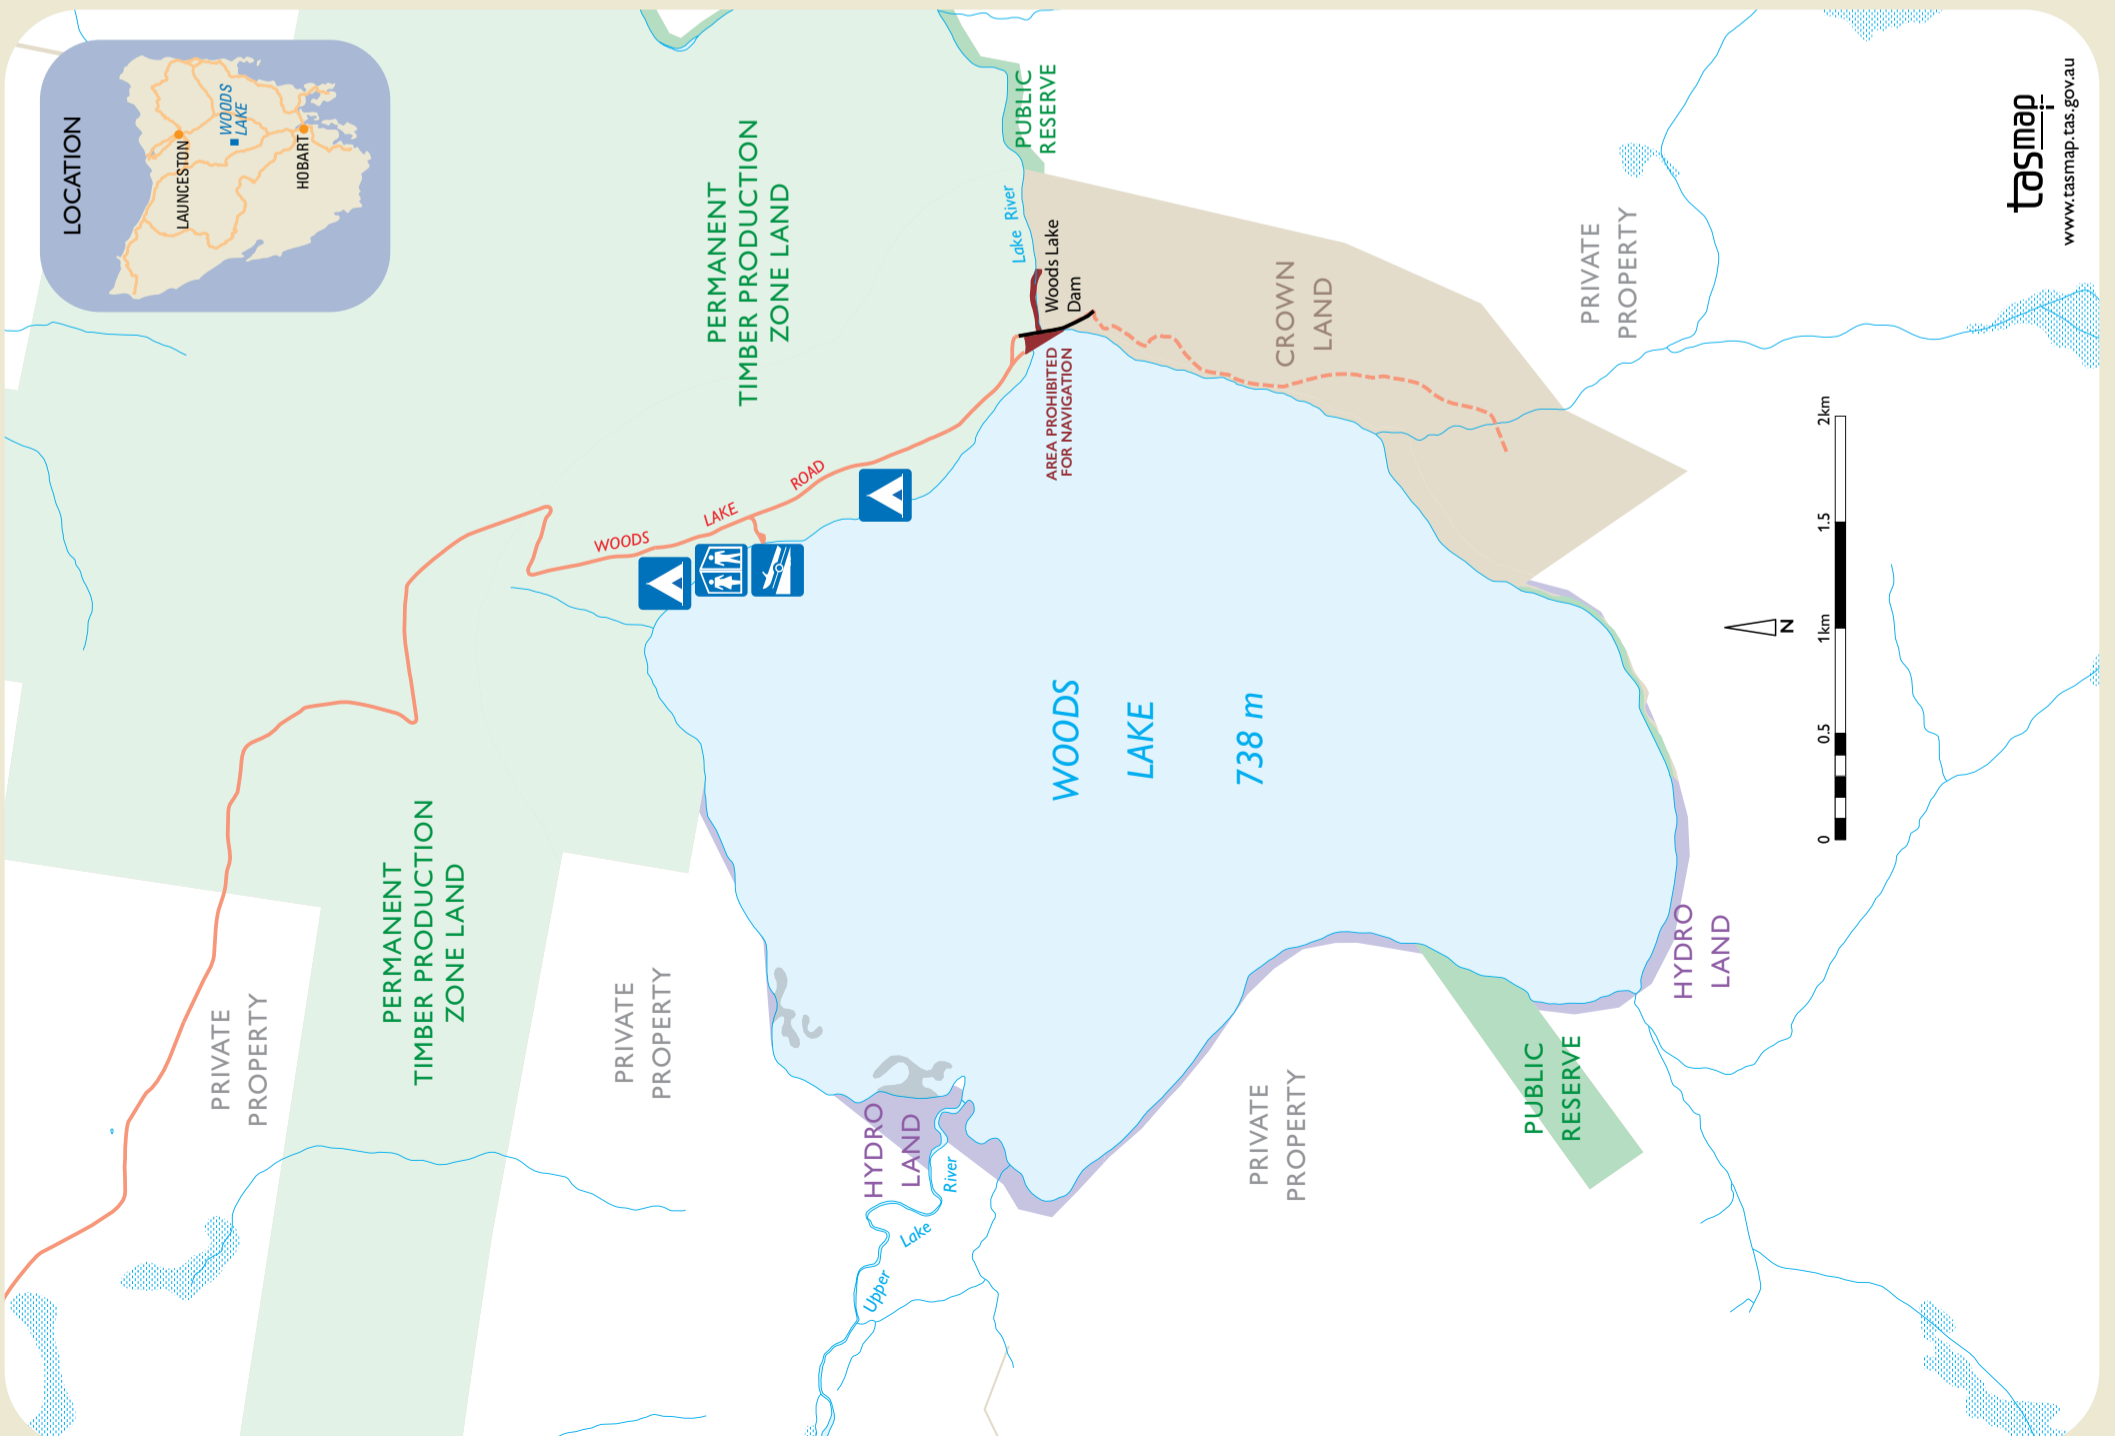 LOCATION
LAUNCESTON
WOODS
LAKE
HOBART
PERMANENT
TIMBER PRODUCTION
ZONE LAND
PUBLIC
RESERVE
Lake River
Woods Lake
Dam
AREA PROHIBITED
FOR NAVIGATION
CROWN
LAND
PRIVATE
PROPERTY
tasmap
www.tasmap.tas.gov.au
WOODS LAKE ROAD
WOODS
LAKE
738 m
N
0 0.5 1km 1.5 2km
PERMANENT
TIMBER PRODUCTION
ZONE LAND
PRIVATE
PROPERTY
PRIVATE
PROPERTY
HYDRO
LAND
Upper Lake River
PRIVATE
PROPERTY
PUBLIC
RESERVE
HYDRO
LAND